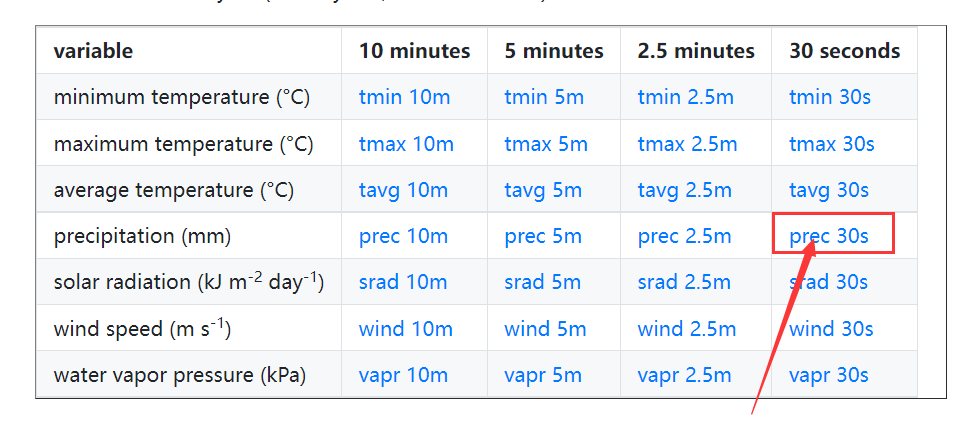 variable 10 minutes 5 minutes 2.5 minutes 30 seconds
minimum temperature (°C) tmin 10m tmin 5m tmin 2.5m tmin 30s
maximum temperature (°C) tmax 10m tmax 5m tmax 2.5m tmax 30s
average temperature (°C) tavg 10m tavg 5m tavg 2.5m tavg 30s
precipitation (mm) prec 10m prec 5m prec 2.5m prec 30s
solar radiation (kJ m-2 day-1) srad 10m srad 5m srad 2.5m srad 30s
wind speed (m s-1) wind 10m wind 5m wind 2.5m wind 30s
water vapor pressure (kPa) vapr 10m vapr 5m vapr 2.5m vapr 30s